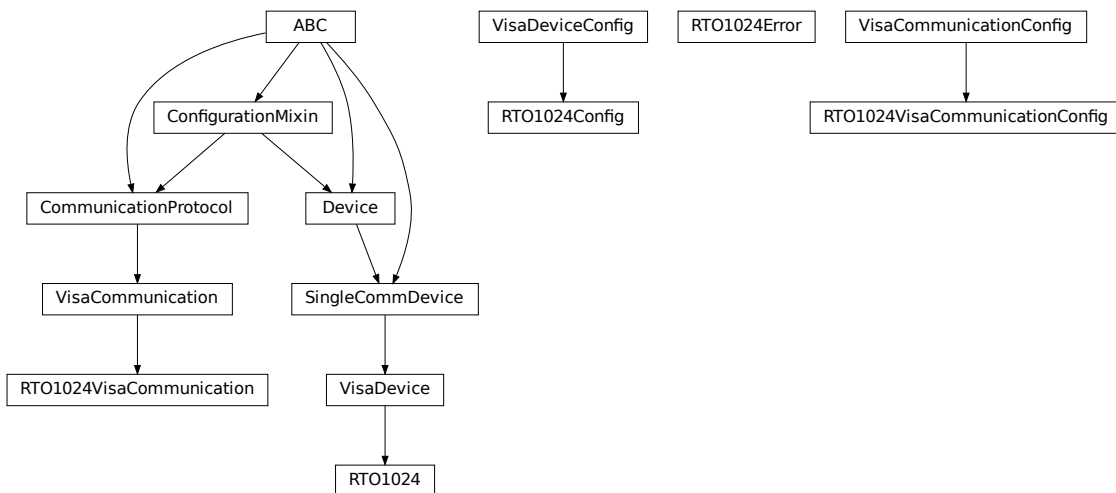 ABC
VisaDeviceConfig
RTO1024Error
VisaCommunicationConfig
ConfigurationMixin
RTO1024Config
RTO1024VisaCommunicationConfig
CommunicationProtocol
Device
VisaCommunication
SingleCommDevice
RTO1024VisaCommunication
VisaDevice
RTO1024